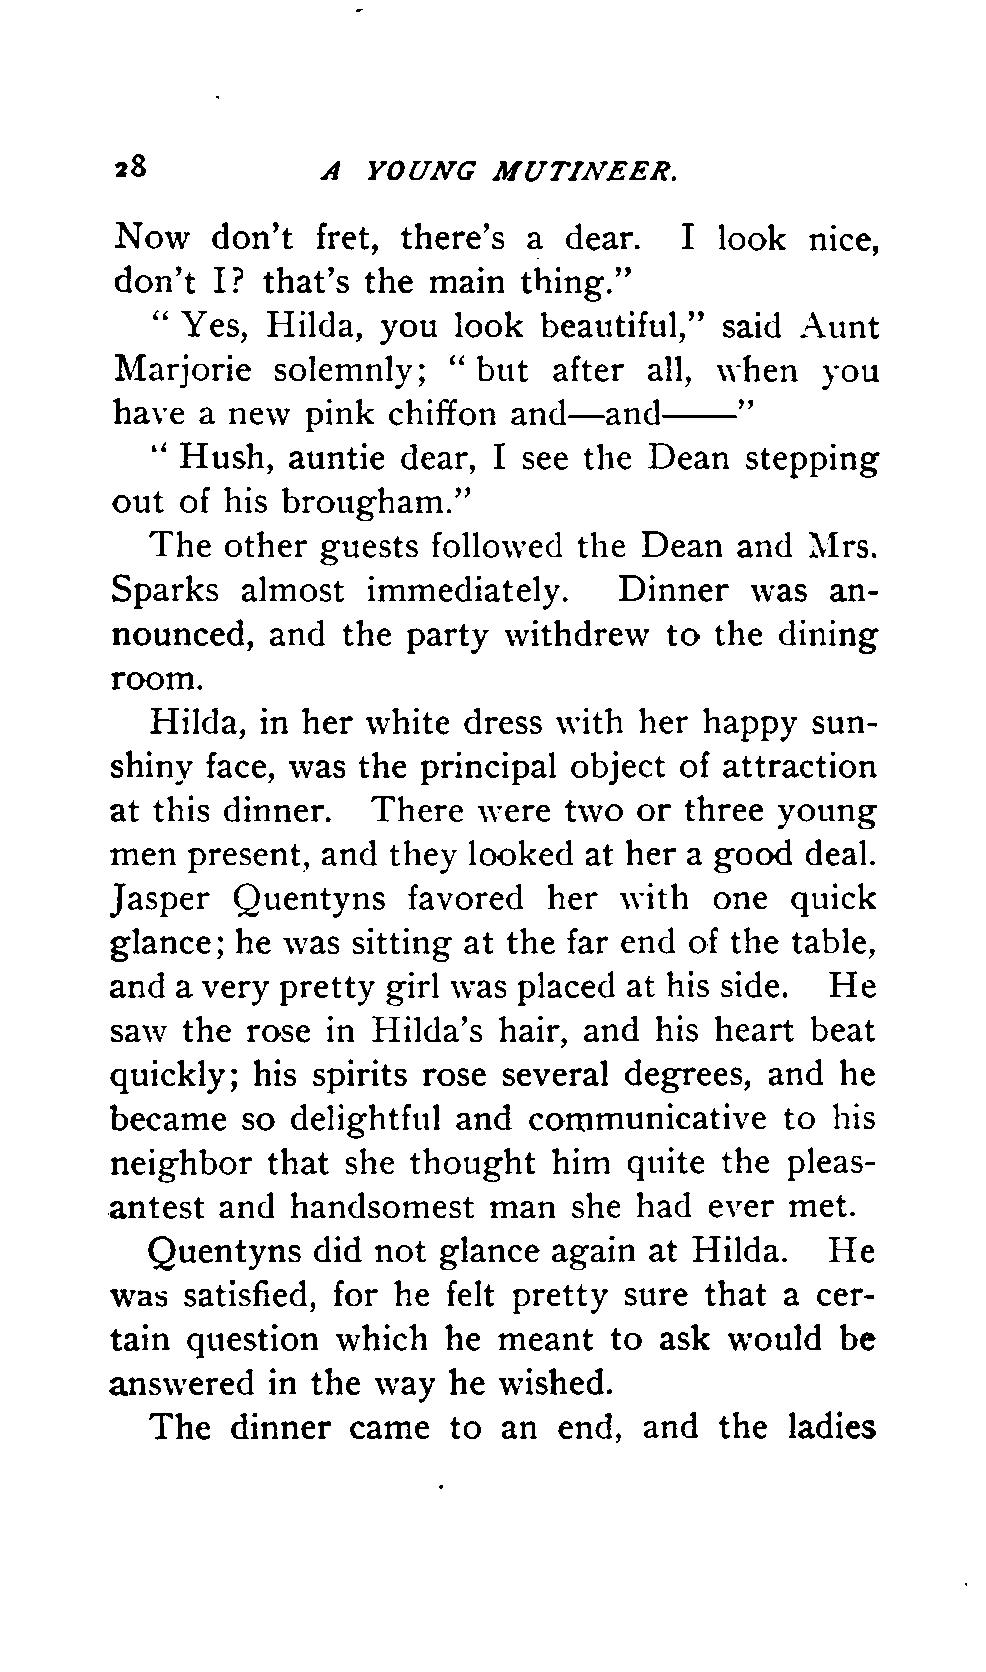 28 A YOUNG MUTINEER.
Now don't fret, there's a dear. I look nice,
don't I? that's the main thing."
" Yes, Hilda, you look beautiful," said Aunt
Marjorie solemnly; " but after all, when you
have a new pink chiffon and—and——"
" Hush, auntie dear, I see the Dean stepping
out of his brougham."
The other guests followed the Dean and Mrs.
Sparks almost immediately. Dinner was an-
nounced, and the party withdrew to the dining
room.
Hilda, in her white dress with her happy sun-
shiny face, was the principal object of attraction
at this dinner. There were two or three young
men present, and they looked at her a good deal.
Jasper Quentyns favored her with one quick
glance; he was sitting at the far end of the table,
and a very pretty girl was placed at his side. He
saw the rose in Hilda's hair, and his heart beat
quickly; his spirits rose several degrees, and he
became so delightful and communicative to his
neighbor that she thought him quite the pleas-
antest and handsomest man she had ever met.
Quentyns did not glance again at Hilda. He
was satisfied, for he felt pretty sure that a cer-
tain question which he meant to ask would be
answered in the way he wished.
The dinner came to an end, and the ladies